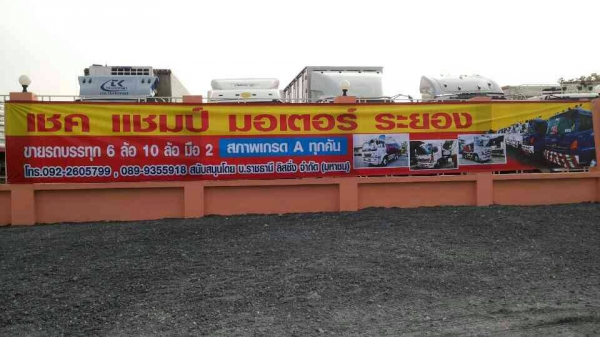 CK
เชค แชมป์ มอเตอร์ ระยอง
ขายรถบรรทุก 6 ล้อ 10 ล้อ มือ 2 สภาพเกรด A ทุกคัน
โทร.092-2605799 , 089-9355918 สนับสนุนโดย บ.ราชธานี ลิสซิ่ง จำกัด (มหาชน)